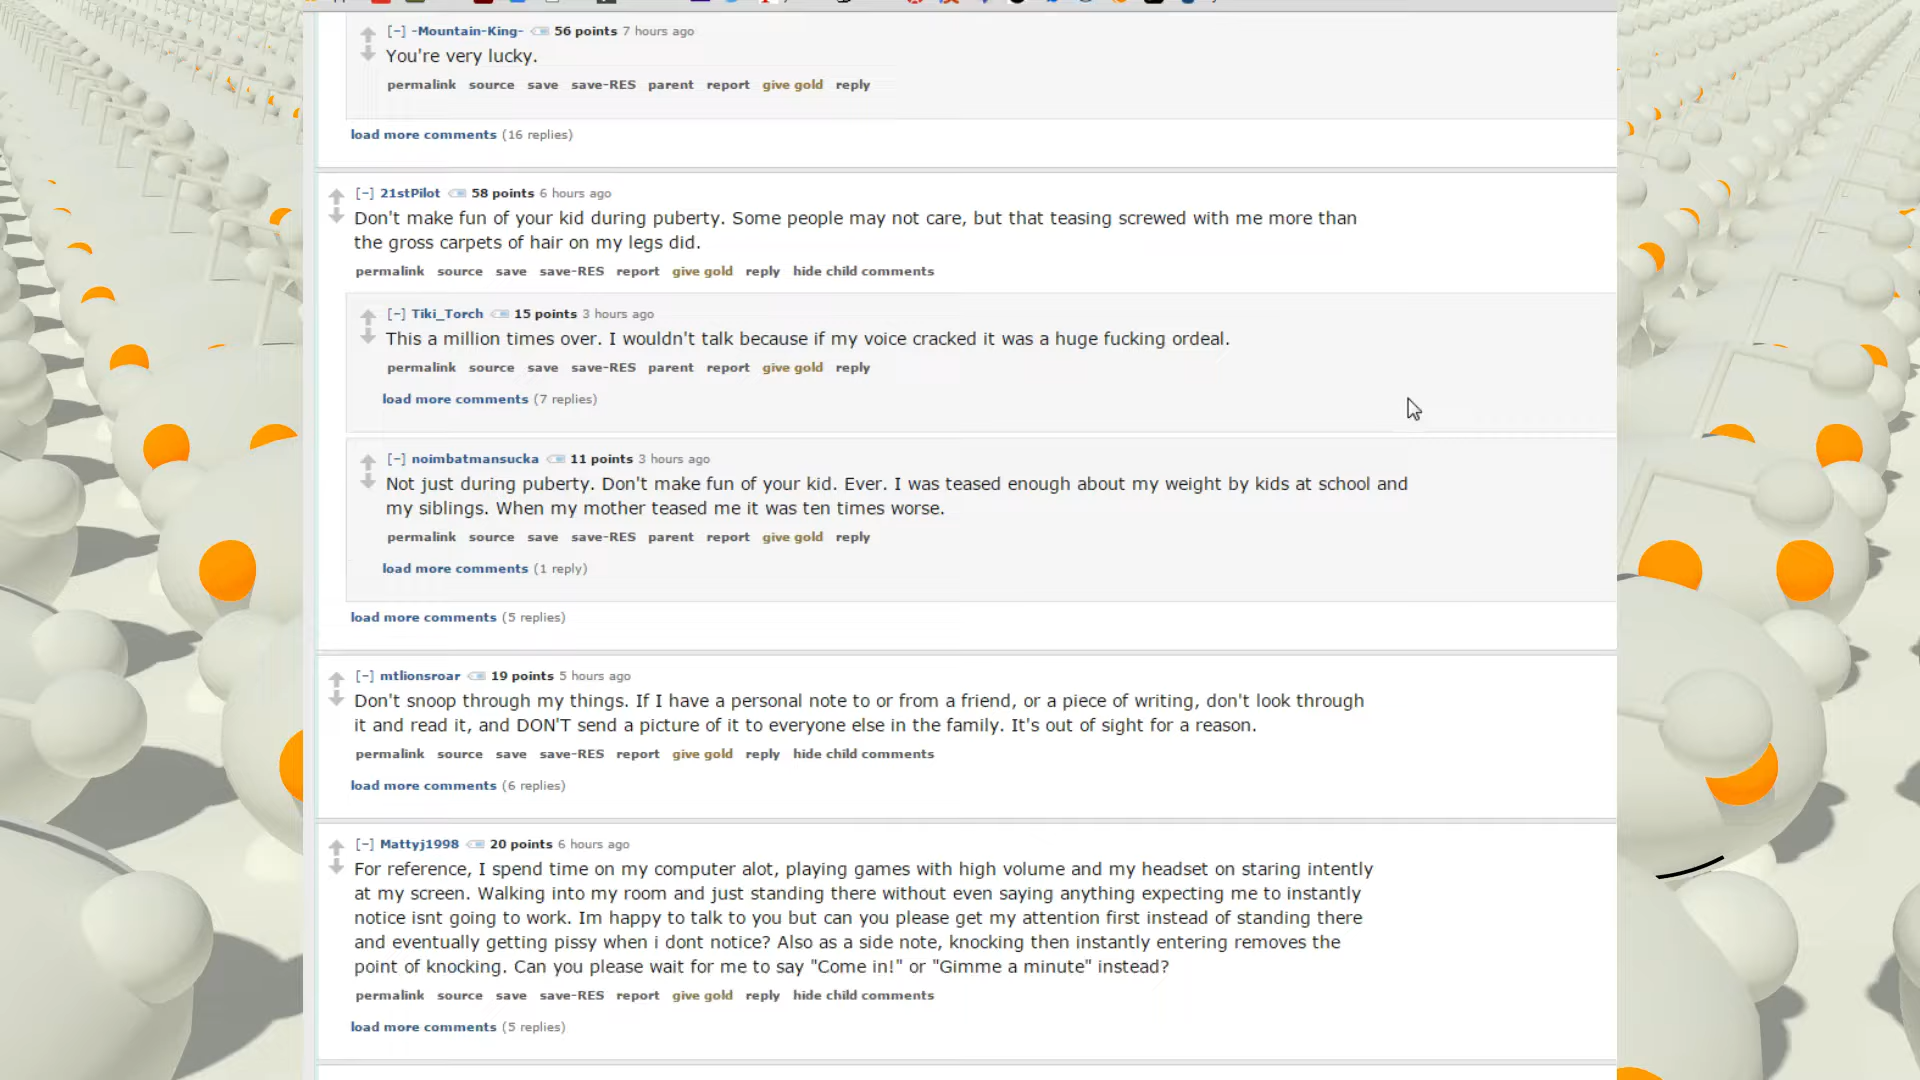 [-] -Mountain-King- 56 points 7 hours ago
You're very lucky.
permalink source save save-RES parent report give gold reply
load more comments (16 replies)
[-] 21stPilot 58 points 6 hours ago
Don't make fun of your kid during puberty. Some people may not care, but that teasing screwed with me more than
the gross carpets of hair on my legs did.
permalink source save save-RES report give gold reply hide child comments
[-] Tiki_Torch 15 points 3 hours ago
This a million times over. I wouldn't talk because if my voice cracked it was a huge fucking ordeal.
permalink source save save-RES parent report give gold reply
load more comments (7 replies)
[-] noimbatmansucka 11 points 3 hours ago
Not just during puberty. Don't make fun of your kid. Ever. I was teased enough about my weight by kids at school and
my siblings. When my mother teased me it was ten times worse.
permalink source save save-RES parent report give gold reply
load more comments (1 reply)
load more comments (5 replies)
[-] mtlionsroar 19 points 5 hours ago
Don't snoop through my things. If I have a personal note to or from a friend, or a piece of writing, don't look through
it and read it, and DON'T send a picture of it to everyone else in the family. It's out of sight for a reason.
permalink source save save-RES report give gold reply hide child comments
load more comments (6 replies)
[-] Mattyj1998 20 points 6 hours ago
For reference, I spend time on my computer alot, playing games with high volume and my headset on staring intently
at my screen. Walking into my room and just standing there without even saying anything expecting me to instantly
notice isnt going to work. Im happy to talk to you but can you please get my attention first instead of standing there
and eventually getting pissy when i dont notice? Also as a side note, knocking then instantly entering removes the
point of knocking. Can you please wait for me to say "Come in!" or "Gimme a minute" instead?
permalink source save save-RES report give gold reply hide child comments
load more comments (5 replies)